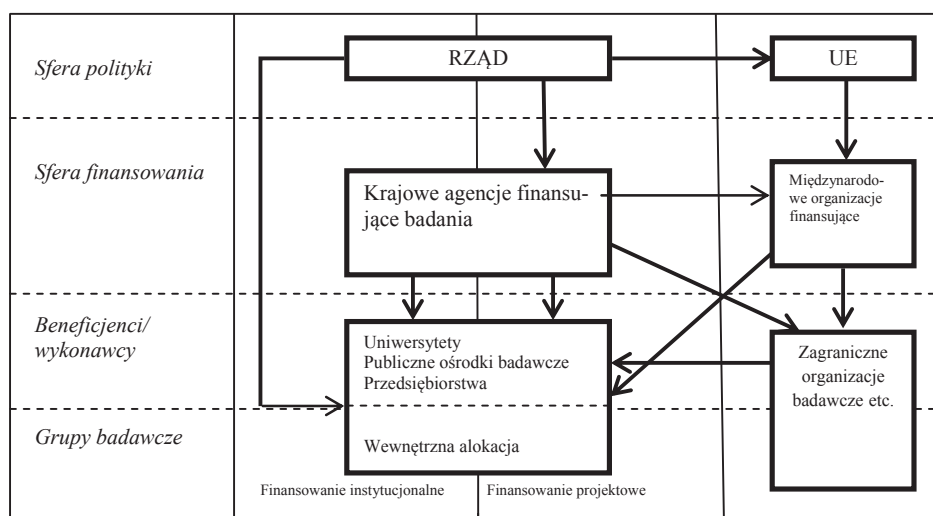 Sfera polityki
RZĄD
UE
Sfera finansowania
Krajowe agencje finansu-
jące badania
Międzynarodo-
we organizacje
finansujące
Beneficjenci/
wykonawcy
Uniwersytety
Publiczne ośrodki badawcze
Przedsiębiorstwa
Zagraniczne
organizacje
badawcze etc.
Grupy badawcze
Wewnętrzna alokacja
Finansowanie instytucjonalne
Finansowanie projektowe